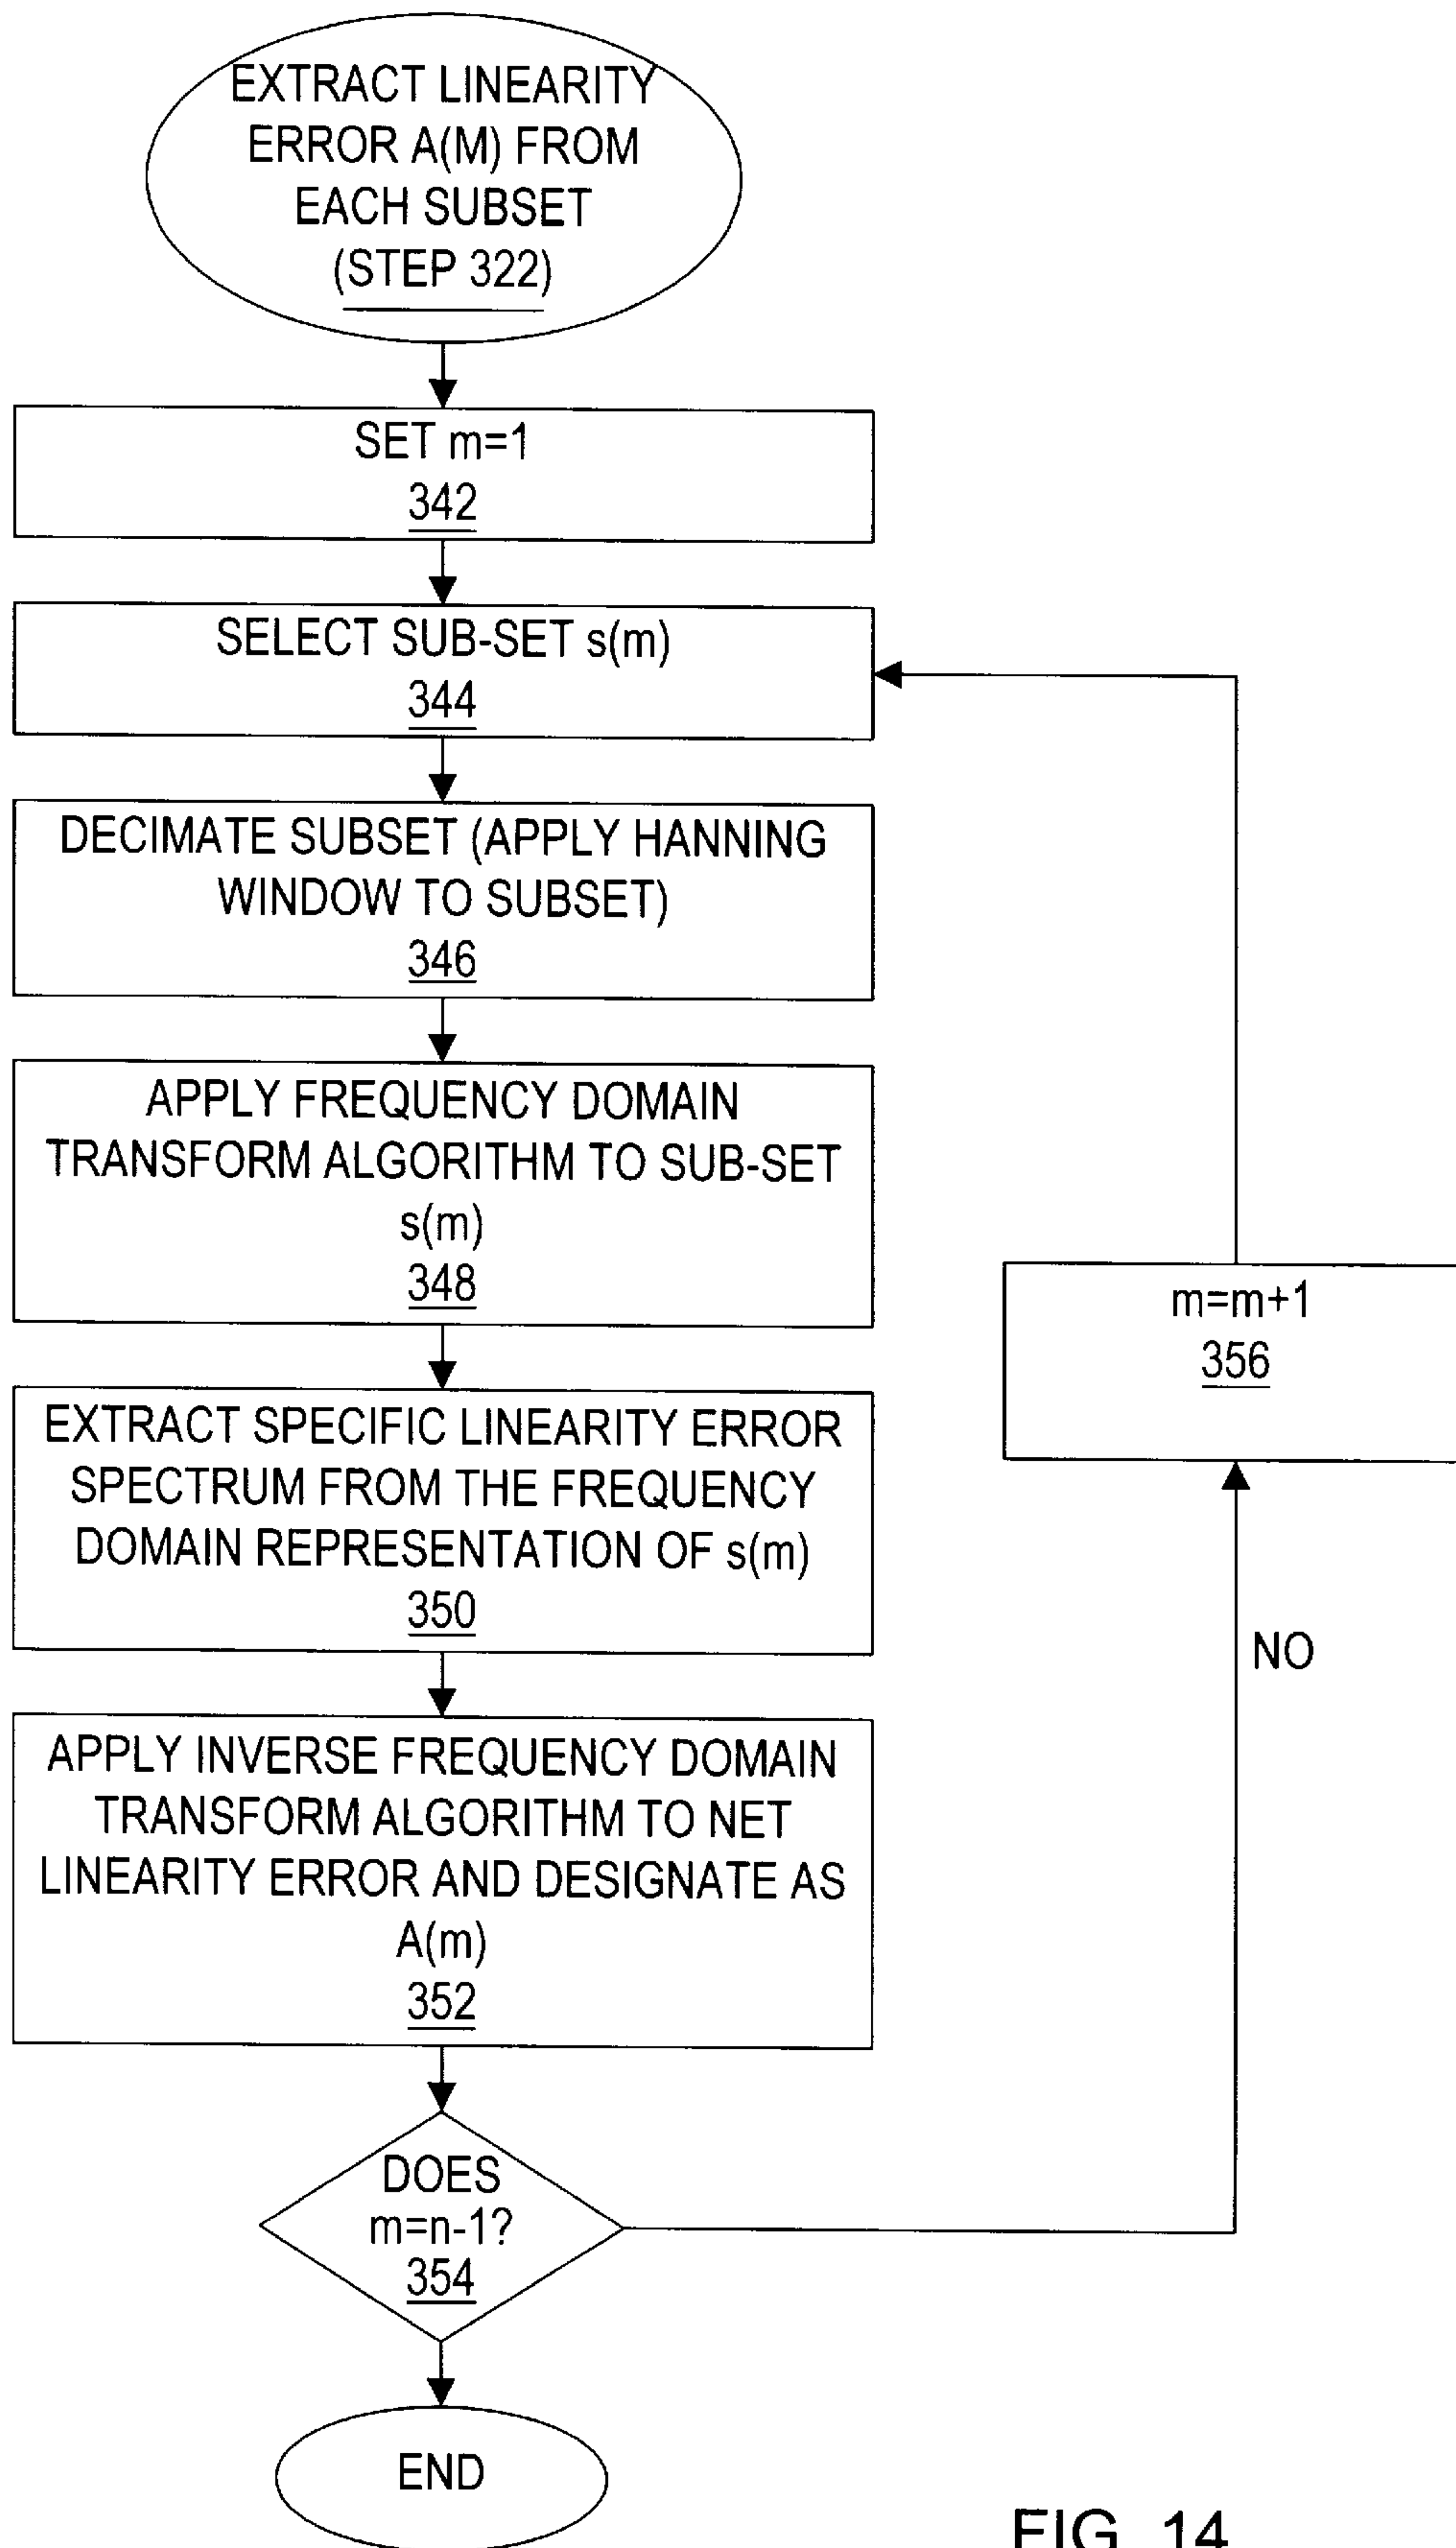 EXTRACT LINEARITY
ERROR A(M) FROM
EACH SUBSET
(STEP 322)
SET m=1
342
SELECT SUB-SET s(m)
344
DECIMATE SUBSET (APPLY HANNING
WINDOW TO SUBSET)
346
APPLY FREQUENCY DOMAIN
TRANSFORM ALGORITHM TO SUB-SET
s(m)
348
EXTRACT SPECIFIC LINEARITY ERROR
SPECTRUM FROM THE FREQUENCY
DOMAIN REPRESENTATION OF s(m)
350
APPLY INVERSE FREQUENCY DOMAIN
TRANSFORM ALGORITHM TO NET
LINEARITY ERROR AND DESIGNATE AS
A(m)
352
DOES
m=n-1?
354
END
m=m+1
356
NO
FIG. 14